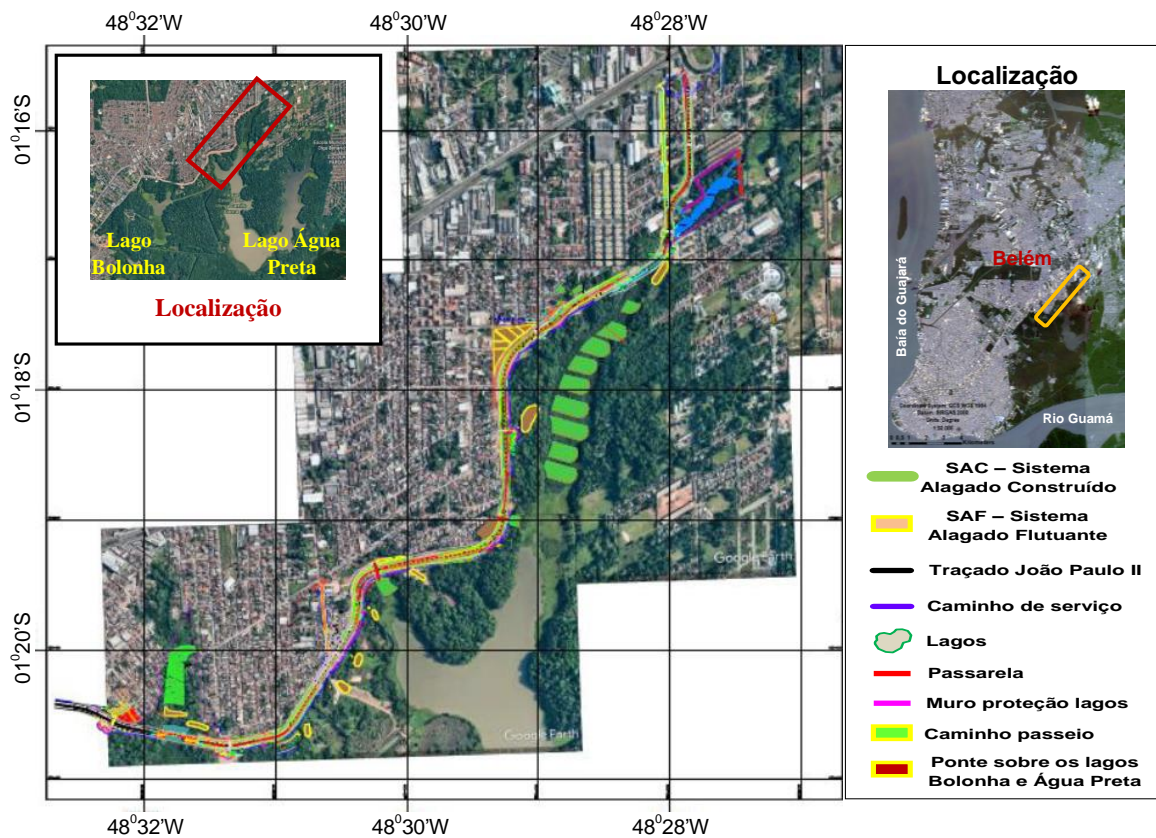 48⁰32’W
48⁰30’W
48⁰28’W
01⁰16’S
01⁰18’S
01⁰20’S
Lago
Bolonha
Lago Água
Preta
Localização
Google Earth
Google Earth
48⁰32’W
48⁰30’W
48⁰28’W
Localização
Belém
Baía do Guajará
Rio Guamá
SAC – Sistema
Alagado Construído
SAF – Sistema
Alagado Flutuante
Traçado João Paulo II
Caminho de serviço
Lagos
Passarela
Muro proteção lagos
Caminho passeio
Ponte sobre os lagos
Bolonha e Água Preta